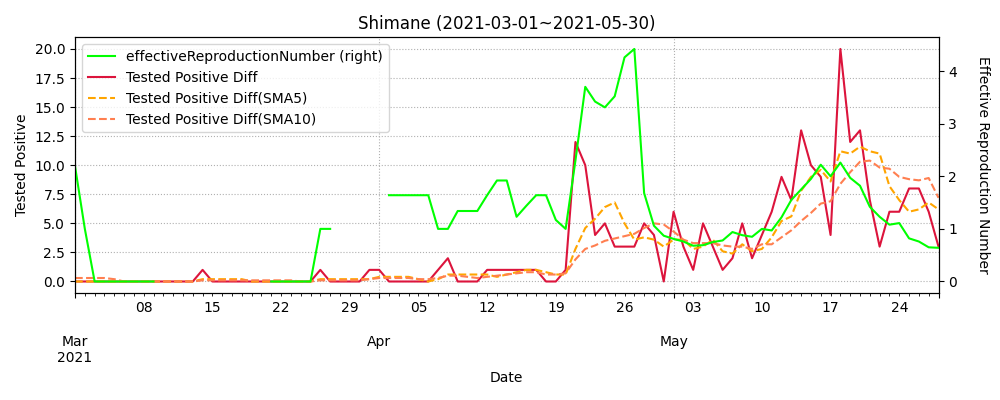 Shimane (2021-03-01~2021-05-30)
effectiveReproductionNumber (right)
Tested Positive Diff
Tested Positive Diff(SMA5)
Tested Positive Diff(SMA10)
Tested Positive
20.0
17.5
15.0
12.5
10.0
7.5
5.0
2.5
0.0
Effective Reproduction Number
4
3
2
1
0
08 15 22 29 05 12 19 26 03 10 17 24
Mar Apr May
2021
Date